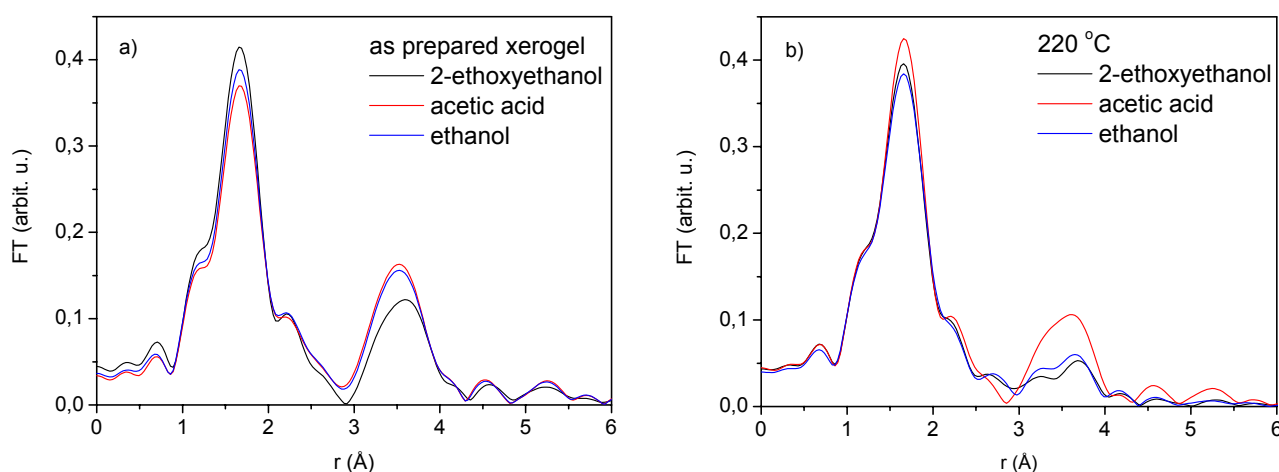 a)
as prepared xerogel
2-ethoxyethanol
acetic acid
ethanol
FT (arbit. u.)
0,4
0,3
0,2
0,1
0,0
0 1 2 3 4 5 6
r (Å)
b)
220 °C
2-ethoxyethanol
acetic acid
ethanol
FT (arbit. u.)
0,4
0,3
0,2
0,1
0,0
0 1 2 3 4 5 6
r (Å)